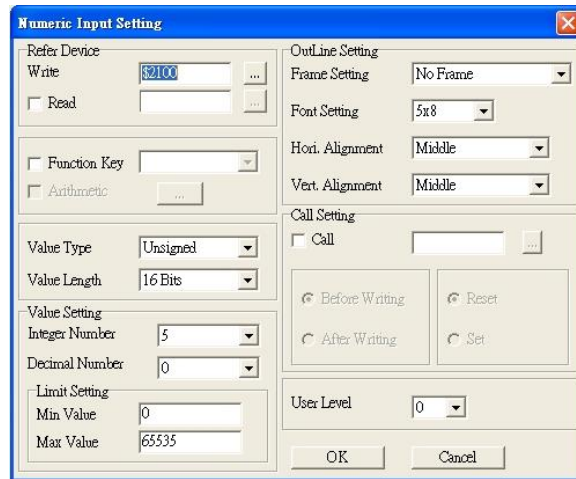 Numeric Input Setting
Refer Device
Write $2100 ...
Read ...
Function Key
Arithmetic ...
Value Type Unsigned
Value Length 16 Bits
Value Setting
Integer Number 5
Decimal Number 0
Limit Setting
Min Value 0
Max Value 65535
OutLine Setting
Frame Setting No Frame
Font Setting 5x8
Hori. Alignment Middle
Vert. Alignment Middle
Call Setting
Call ...
Before Writing Reset
After Writing Set
User Level 0
OK Cancel